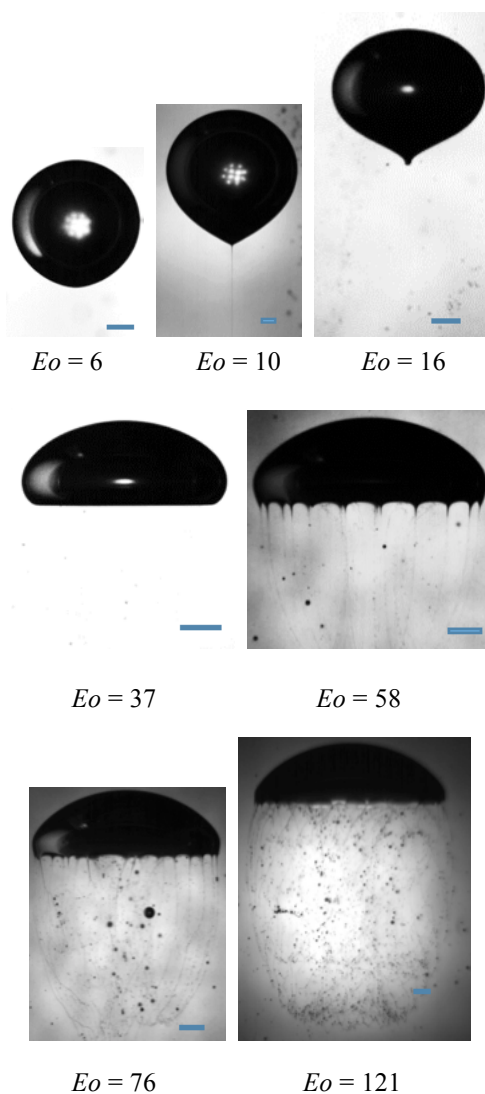 Eo = 6
Eo = 10
Eo = 16
Eo = 37
Eo = 58
Eo = 76
Eo = 121